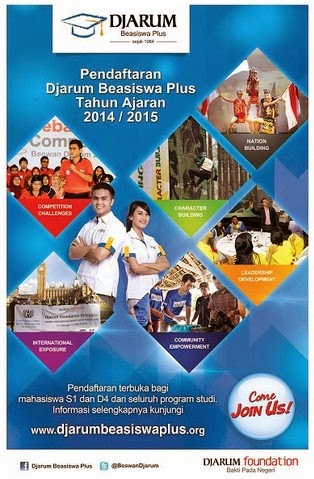 DJARUM
Beasiswa Plus
sejak 1984
Pendaftaran
Djarum Beasiswa Plus
Tahun Ajaran
2014 / 2015
NATION
BUILDING
COMPETITION
CHALLENGES
CHARACTER
BUILDING
LEADERSHIP
DEVELOPMENT
INTERNATIONAL
EXPOSURE
COMMUNITY
EMPOWERMENT
Pendaftaran terbuka bagi
mahasiswa S1 dan D4 dari seluruh program studi.
Informasi selengkapnya kunjungi
www.djarumbeasiswaplus.org
Come
JOIN Us!
Djarum Beasiswa Plus
@BeswanDjarum
DJARUM foundation
Bakti Pada Negeri